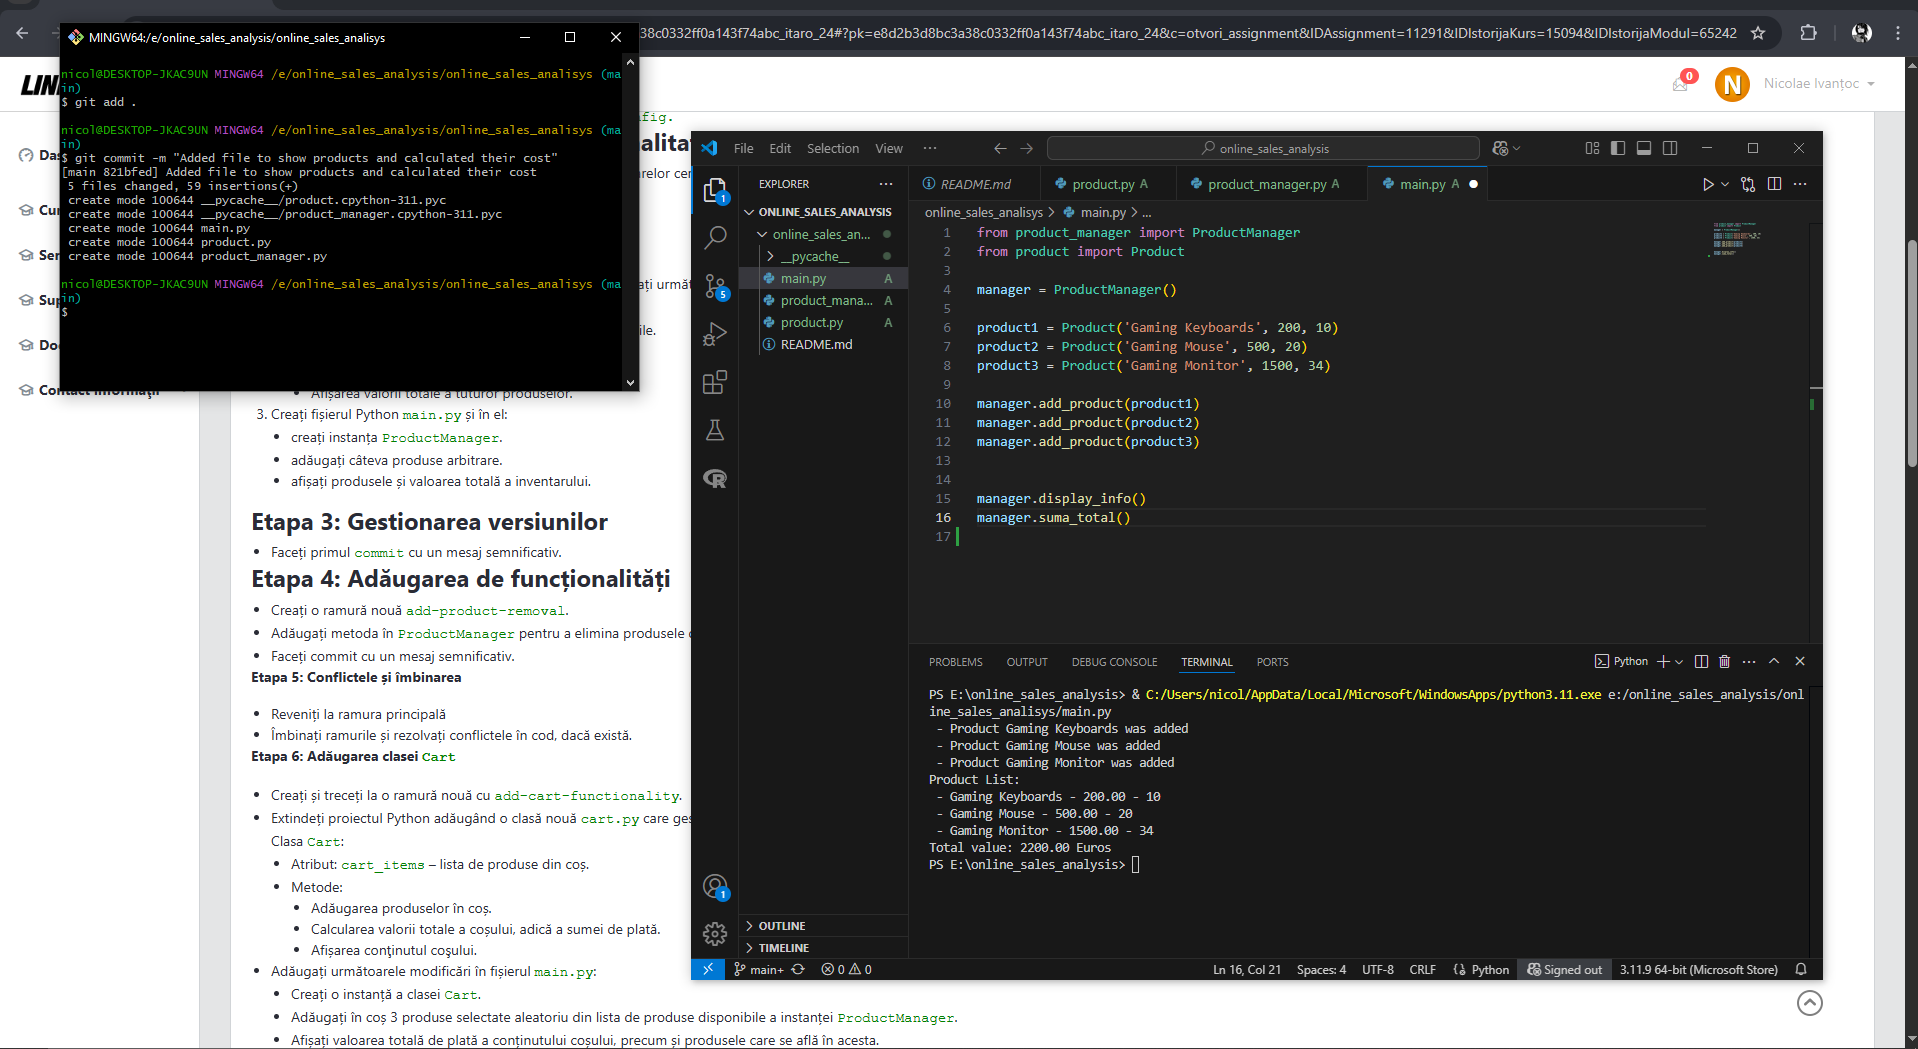 38c0332ff0a143f74abc_itaro_24#?pk=e8d2b3d8bc3a38c0332ff0a143f74abc_itaro_24&c=otvori_assignment&IDAssignment=11291&IDIstorijaKurs=15094&IDIstorijaModul=65242
MINGW64:/e/online_sales_analysis/online_sales_analisys
nicol@DESKTOP-JKAC9UN MINGW64 /e/online_sales_analysis/online_sales_analisys (ma
in)
$ git add .
nicol@DESKTOP-JKAC9UN MINGW64 /e/online_sales_analysis/online_sales_analisys (ma
in)
$ git commit -m "Added file to show products and calculated their cost"
[main 821bfed] Added file to show products and calculated their cost
5 files changed, 59 insertions(+)
create mode 100644 __pycache__/product.cpython-311.pyc
create mode 100644 __pycache__/product_manager.cpython-311.pyc
create mode 100644 main.py
create mode 100644 product.py
create mode 100644 product_manager.py
nicol@DESKTOP-JKAC9UN MINGW64 /e/online_sales_analysis/online_sales_analisys (ma
in)
$
0
N
Nicolae Ivanțoc
Contact informații
Afișarea valorii totale a tuturor produselor.
3. Creați fișierul Python main.py și în el:
creați instanța ProductManager.
adăugați câteva produse arbitrare.
afișați produsele și valoarea totală a inventarului.
Etapa 3: Gestionarea versiunilor
Faceți primul commit cu un mesaj semnificativ.
Etapa 4: Adăugarea de funcționalități
Creați o ramură nouă add-product-removal.
Adăugați metoda în ProductManager pentru a elimina produsele
Faceți commit cu un mesaj semnificativ.
Etapa 5: Conflictele și îmbinarea
Reveniți la ramura principală
Îmbinați ramurile și rezolvați conflictele în cod, dacă există.
Etapa 6: Adăugarea clasei Cart
Creați și treceți la o ramură nouă cu add-cart-functionality.
Extindeți proiectul Python adăugând o clasă nouă cart.py care
Clasa Cart:
Atribut: cart_items – lista de produse din coș.
Metode:
Adăugarea produselor în coș.
Calcularea valorii totale a coșului, adică a sumei de plată.
Afișarea conținutul coșului.
Adăugați următoarele modificări în fișierul main.py:
Creați o instanță a clasei Cart.
Adăugați în coș 3 produse selectate aleatoriu din lista de produse disponibile a instanței ProductManager.
Afișați valoarea totală de plată a conținutului coșului, precum și produsele care se află în acesta.
File Edit Selection View ··· online_sales_analysis
EXPLORER
ONLINE_SALES_ANALYSIS
online_sales_an...
__pycache__
main.py A
product_mana... A
product.py A
README.md
OUTLINE
TIMELINE
1
5
1
README.md product.py A product_manager.py A main.py A
online_sales_analisys > main.py > ...
1 from product_manager import ProductManager
2 from product import Product
3
4 manager = ProductManager()
5
6 product1 = Product('Gaming Keyboards', 200, 10)
7 product2 = Product('Gaming Mouse', 500, 20)
8 product3 = Product('Gaming Monitor', 1500, 34)
9
10 manager.add_product(product1)
11 manager.add_product(product2)
12 manager.add_product(product3)
13
14
15 manager.display_info()
16 manager.suma_total()
17
PROBLEMS OUTPUT DEBUG CONSOLE TERMINAL PORTS
Python
PS E:\online_sales_analysis> & C:/Users/nicol/AppData/Local/Microsoft/WindowsApps/python3.11.exe e:/online_sales_analysis/onl
ine_sales_analisys/main.py
- Product Gaming Keyboards was added
- Product Gaming Mouse was added
- Product Gaming Monitor was added
Product List:
- Gaming Keyboards - 200.00 - 10
- Gaming Mouse - 500.00 - 20
- Gaming Monitor - 1500.00 - 34
Total value: 2200.00 Euros
PS E:\online_sales_analysis>
main+ 0 0 Ln 16, Col 21 Spaces: 4 UTF-8 CRLF Python Signed out 3.11.9 64-bit (Microsoft Store)